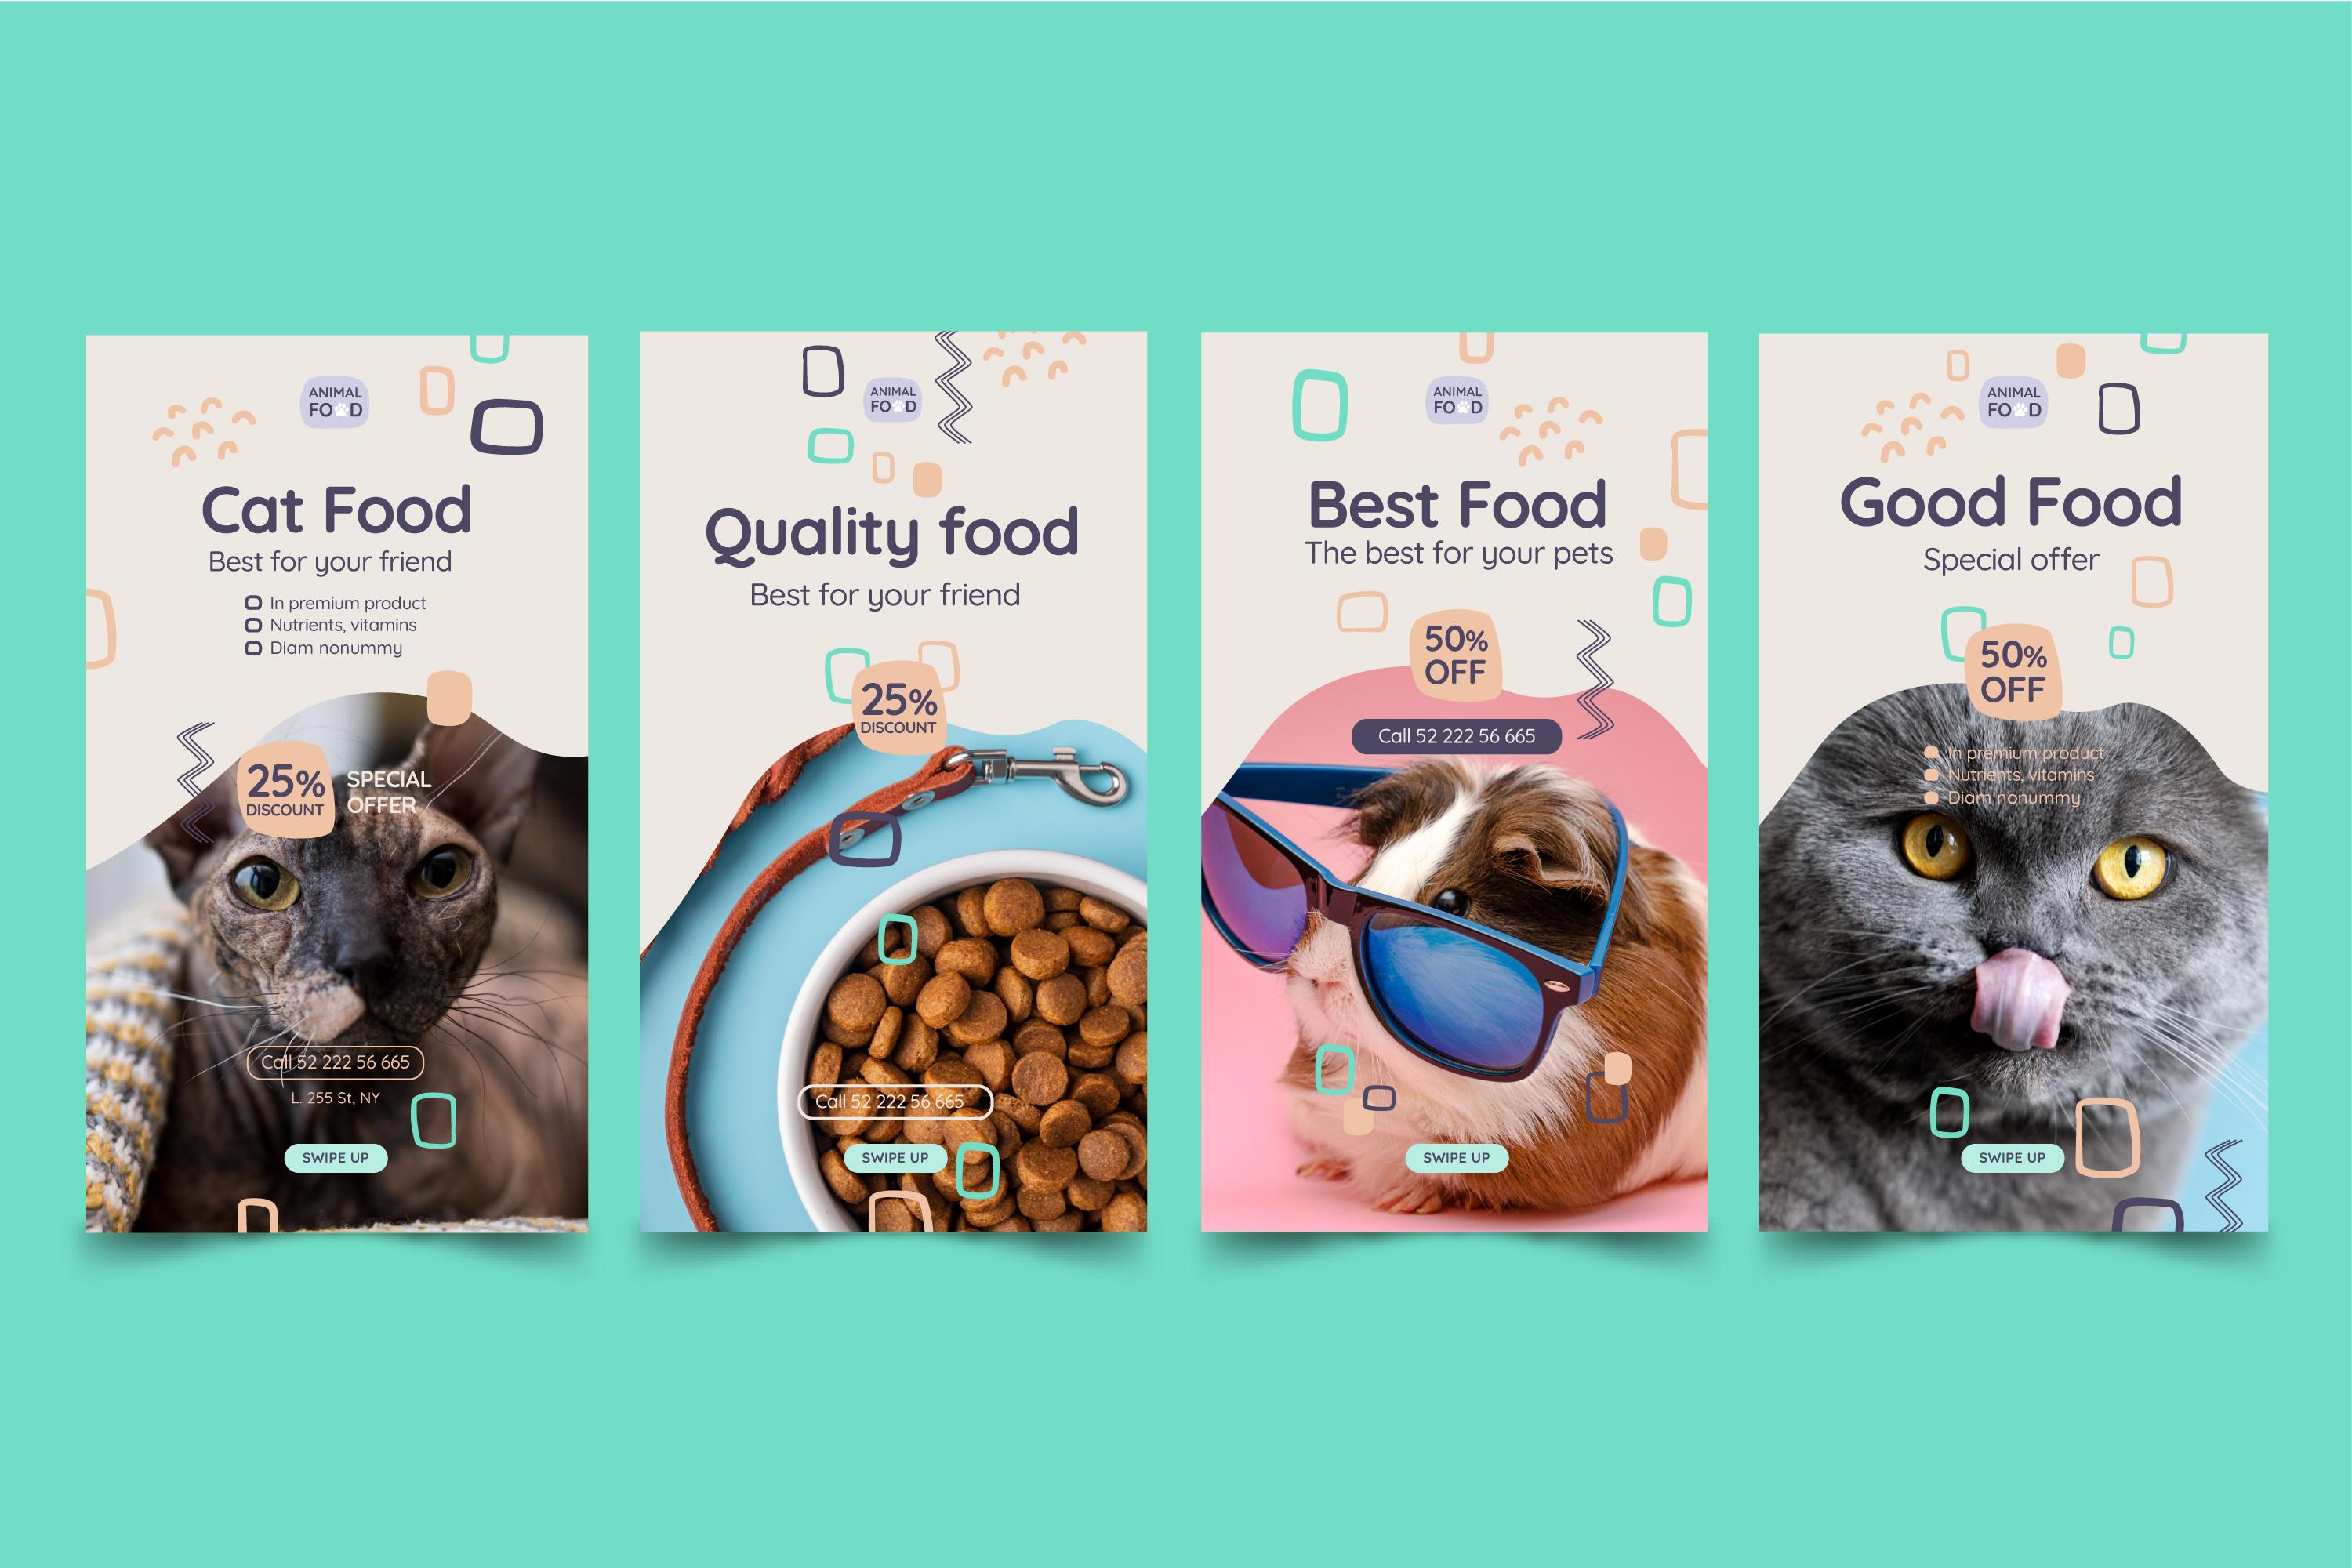 ANIMAL
FOOD
Cat Food
Best for your friend
In premium product
Nutrients, vitamins
Diam nonummy
25%
DISCOUNT
SPECIAL
OFFER
Call 52 222 56 665
L. 255 St, NY
SWIPE UP
ANIMAL
FOOD
Quality food
Best for your friend
25%
DISCOUNT
Call 52 222 56 665
SWIPE UP
ANIMAL
FOOD
Best Food
The best for your pets
50%
OFF
Call 52 222 56 665
SWIPE UP
ANIMAL
FOOD
Good Food
Special offer
50%
OFF
In premium product
Nutrients, vitamins
Diam nonummy
SWIPE UP